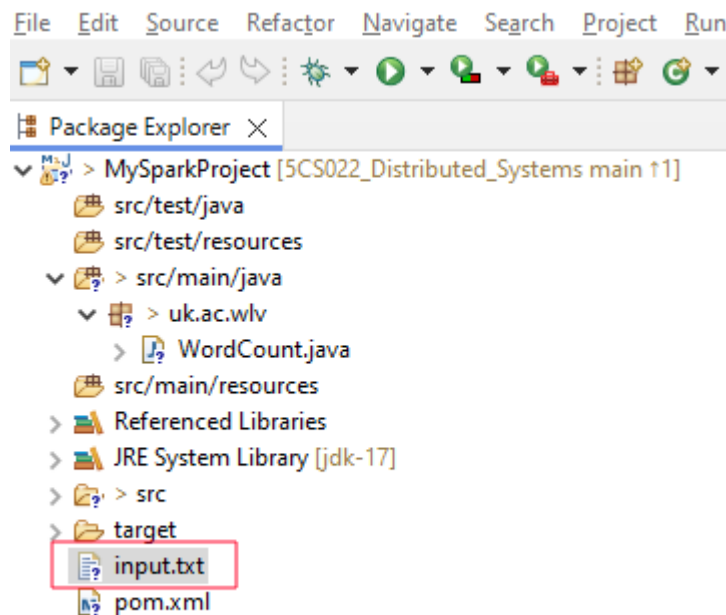 File Edit Source Refactor Navigate Search Project Run
Package Explorer
> MySparkProject [5CS022_Distributed_Systems main ↑1]
src/test/java
src/test/resources
> src/main/java
> uk.ac.wlv
WordCount.java
src/main/resources
Referenced Libraries
JRE System Library [jdk-17]
> src
target
input.txt
pom.xml